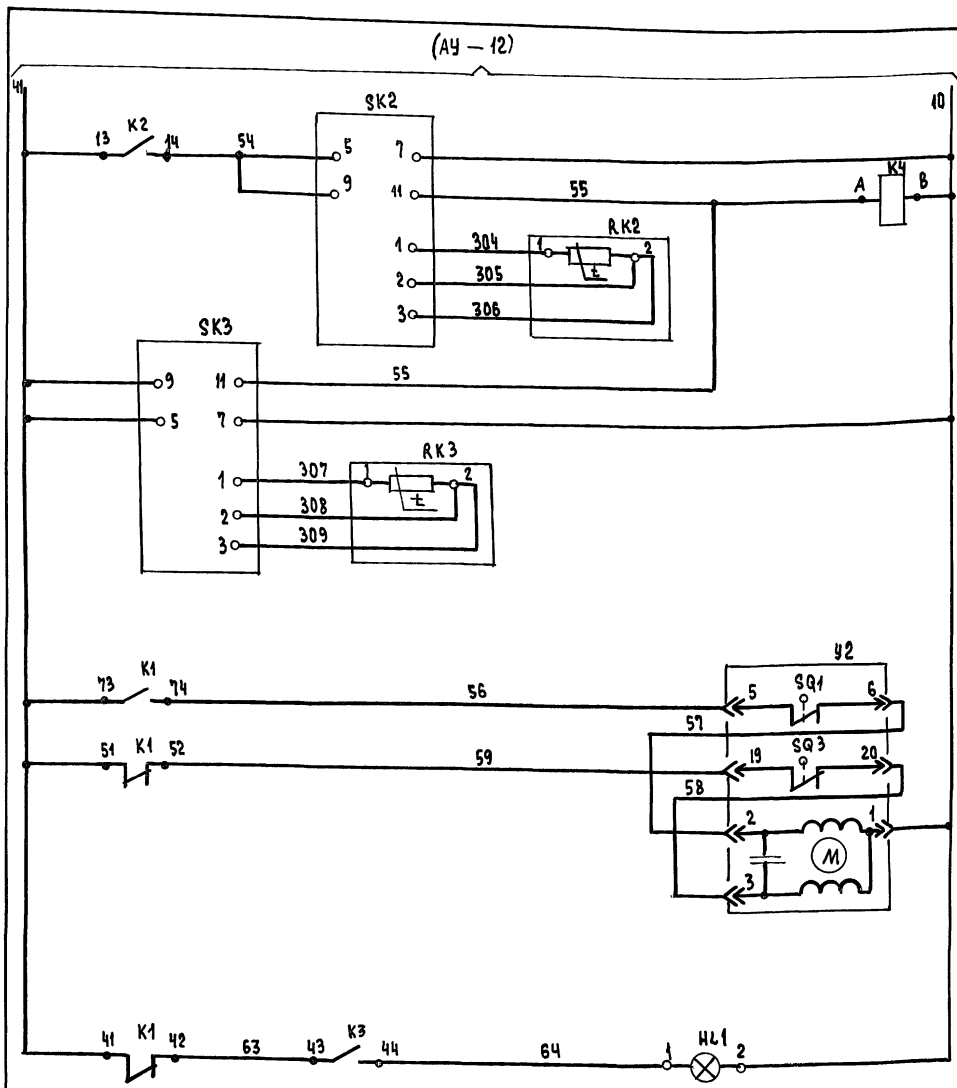 (АУ — 12)
41
10
SK2
13 K2 14 54 5 7
9 11 55 A K4 B
RK2
1 304 1 t 2
2 305
3 306
SK3
9 11 55
5 7
RK3
1 307 1 t 2
2 308
3 309
У2
73 K1 74 56 5 SQ1 6
57
51 K1 52 59 19 SQ3 20
58
2 1
М
3
41 K1 42 63 43 K3 44 64 1 HL1 2